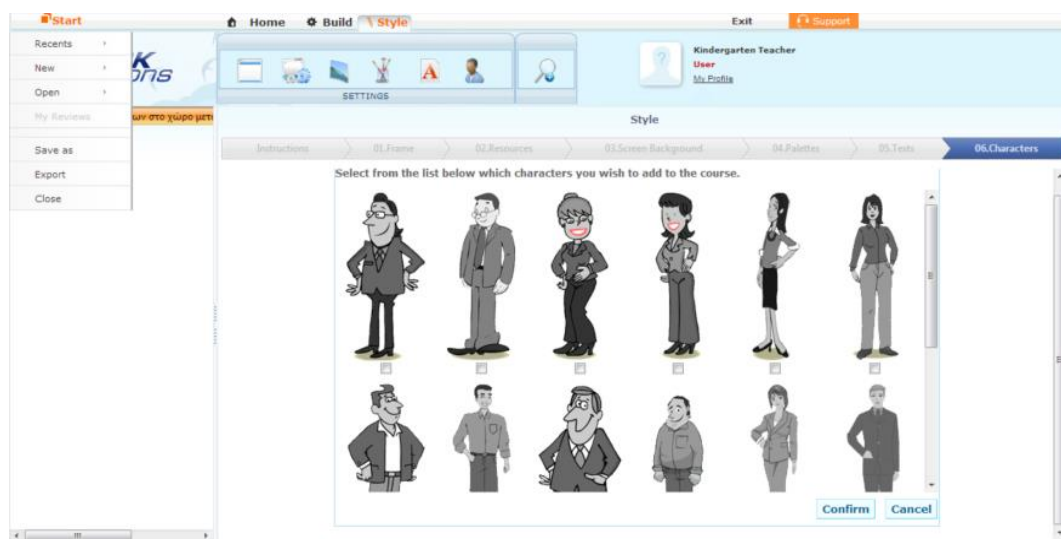 Start
Home Build Style Exit Support
Recents
New
Open
My Reviews
Save as
Export
Close
K
ons
ων στο χώρο μετ
SETTINGS
Kindergarten Teacher
User
My Profile
Style
Instructions 01.Frame 02.Resources 03.Screen Background 04.Palettes 05.Texts 06.Characters
Select from the list below which characters you wish to add to the course.
Confirm Cancel